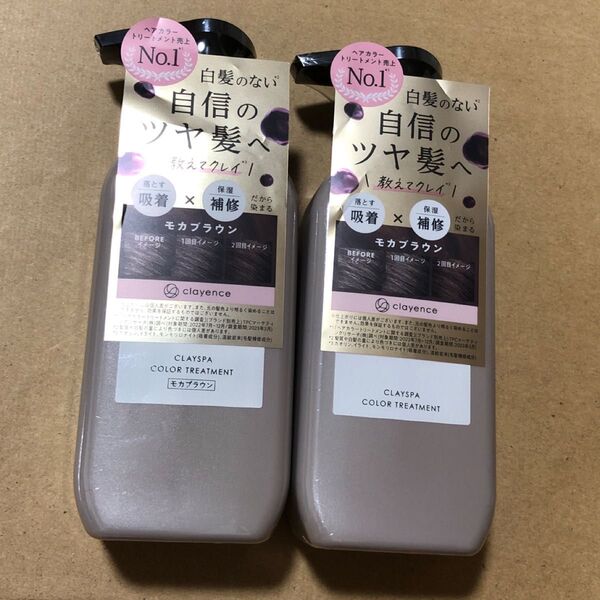 ヘアカラー
トリートメント売上
No.1
白髪のない
自信の
ツヤ髪へ
\ 教えてクレイ /
落とす
吸着
×
保湿
補修
だから
染まる
モカブラウン
BEFORE
イメージ
1回目イメージ
2回目イメージ
clayence
CLAYSPA
COLOR TREATMENT
モカブラウン
ヘアカラー
トリートメント売上
No.1
白髪のない
自信の
ツヤ髪へ
\ 教えてクレイ /
落とす
吸着
×
保湿
補修
だから
染まる
モカブラウン
BEFORE
イメージ
1回目イメージ
2回目イメージ
clayence
CLAYSPA
COLOR TREATMENT